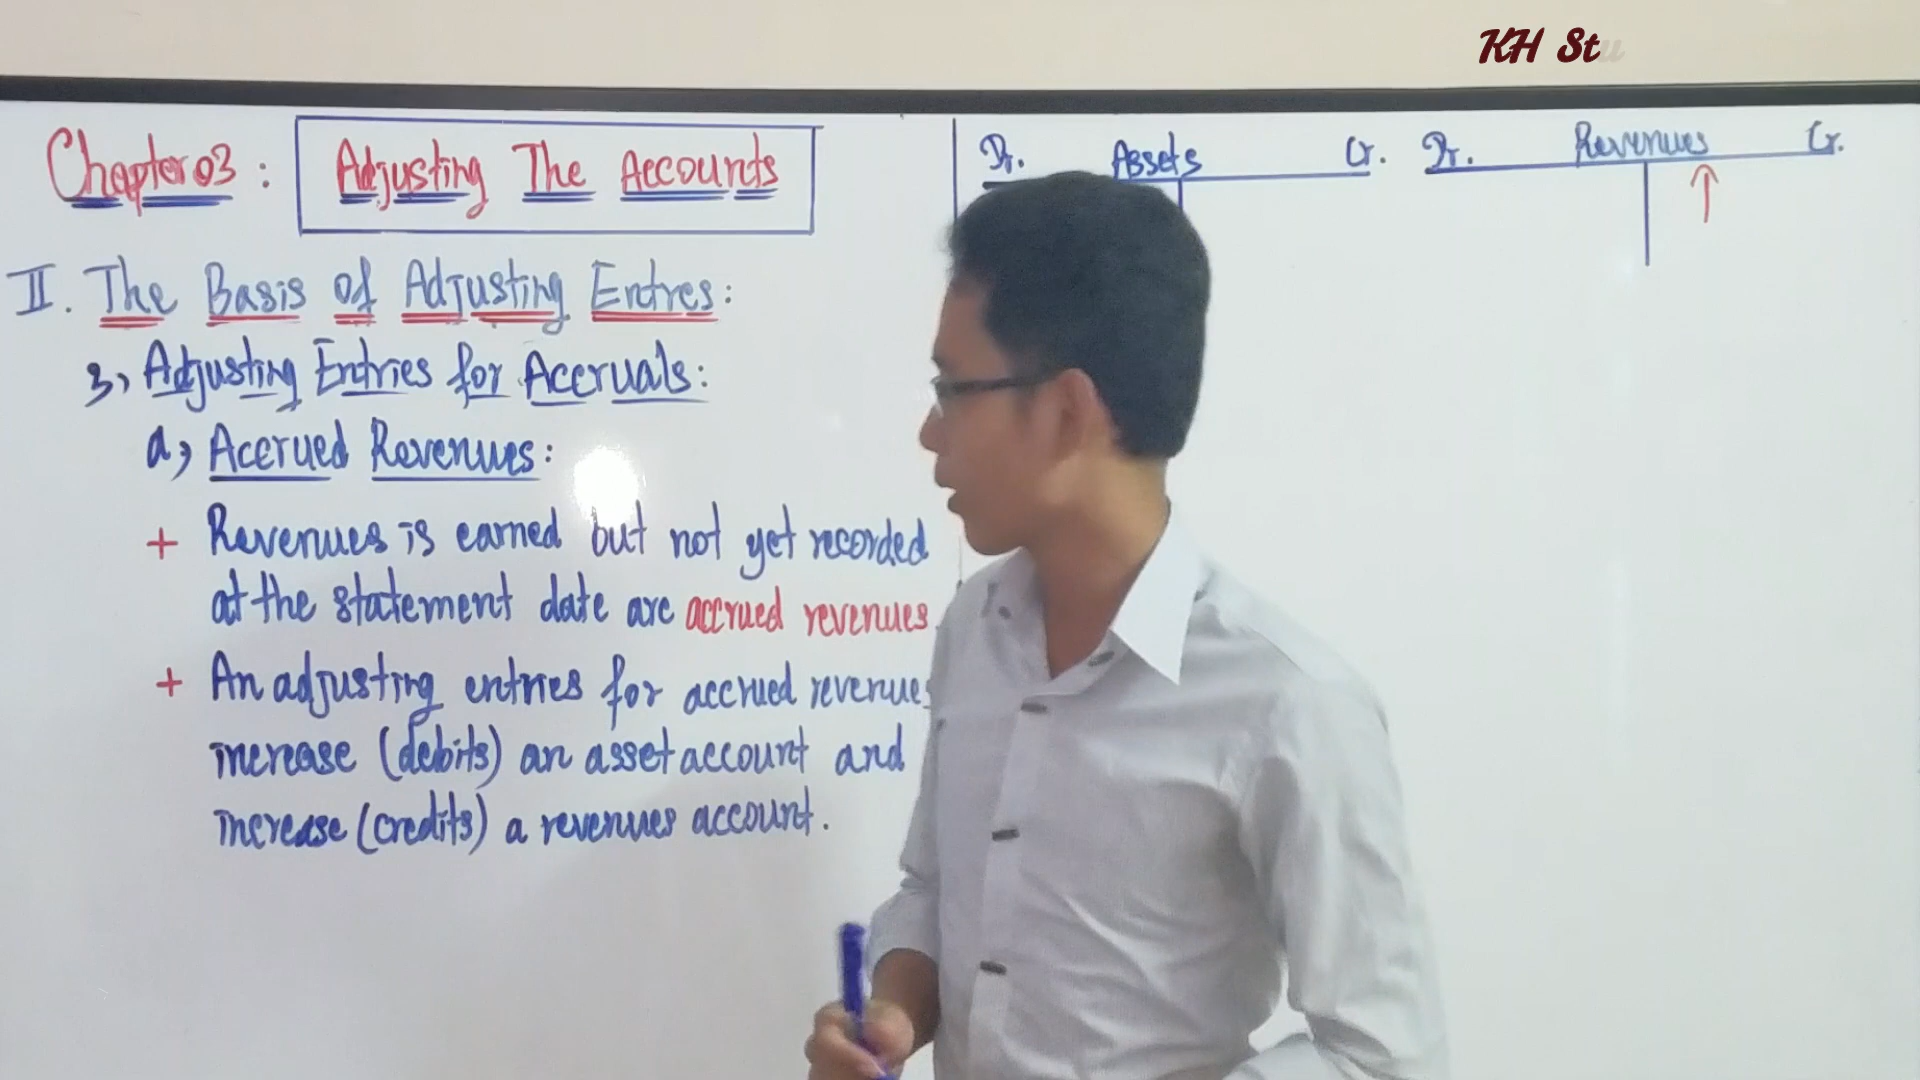 KH St
Chapter 03 : Adjusting The Accounts
II. The Basis of Adjusting Entres:
3, Adjusting Entries for Accruals:
a, Accrued Revenues:
+ Revenues is earned but not yet recorded
at the statement date are accrued revenues.
+ An adjusting entries for accrued revenues
increase (debits) an asset account and
increase (credits) a revenues account.
Dr. Assets Cr.
Dr. Revenues Cr.